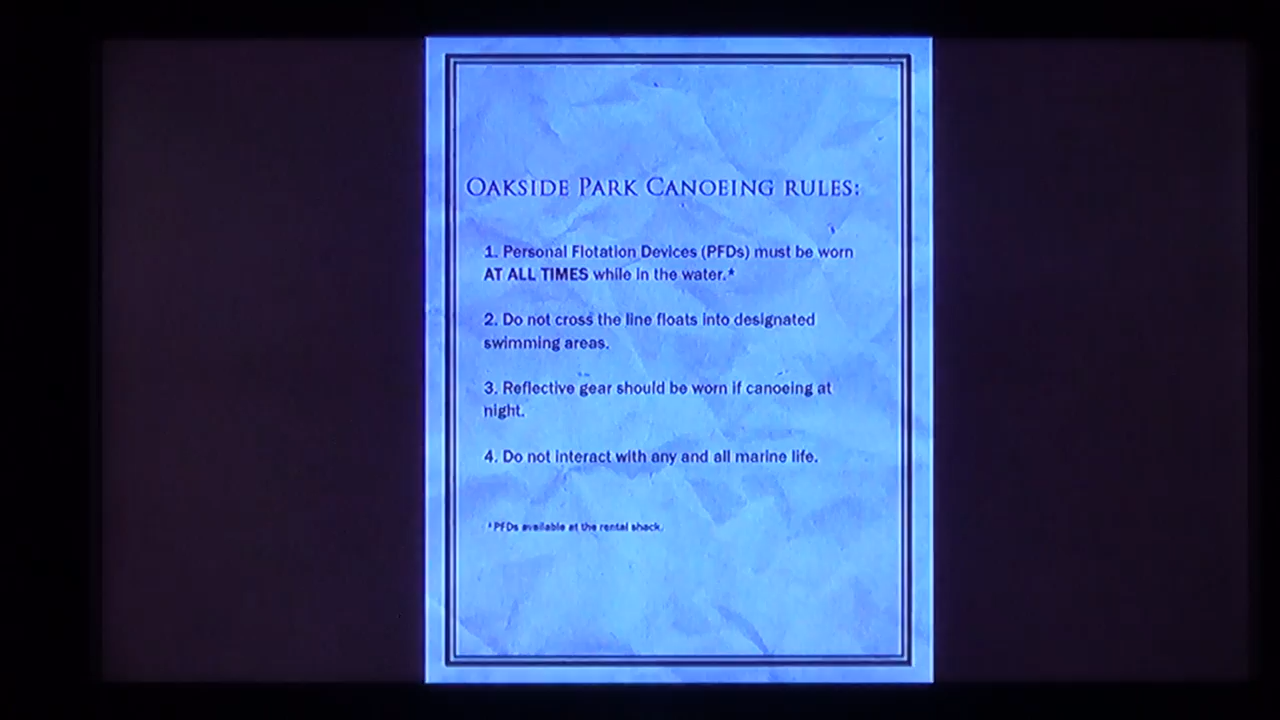 OAKSIDE PARK CANOEING RULES:
1. Personal Flotation Devices (PFDs) must be worn
AT ALL TIMES while in the water.*
2. Do not cross the line floats into designated
swimming areas.
3. Reflective gear should be worn if canoeing at
night.
4. Do not interact with any and all marine life.
*PFDs available at the rental shack.